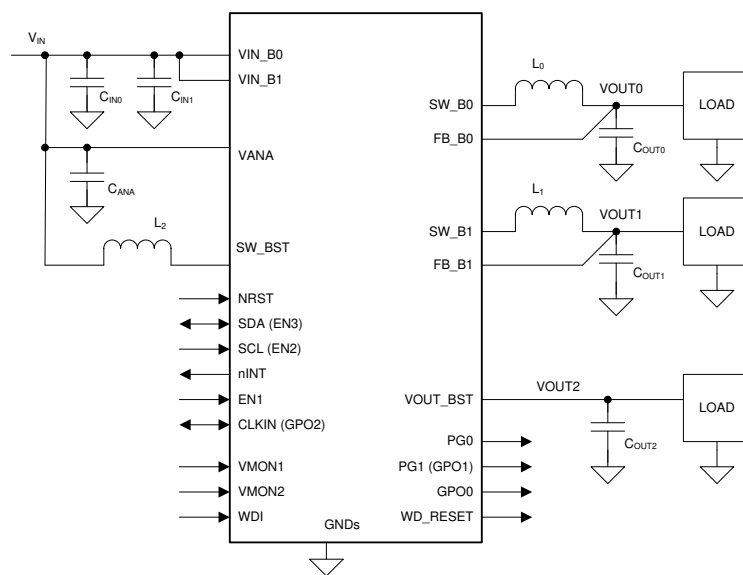 VIN
CIN0
CIN1
CANA
L2
VIN_B0
VIN_B1
VANA
SW_BST
NRST
SDA (EN3)
SCL (EN2)
nINT
EN1
CLKIN (GPO2)
VMON1
VMON2
WDI
GNDs
SW_B0
FB_B0
SW_B1
FB_B1
VOUT_BST
PG0
PG1 (GPO1)
GPO0
WD_RESET
L0
VOUT0
COUT0
LOAD
L1
VOUT1
COUT1
LOAD
VOUT2
COUT2
LOAD